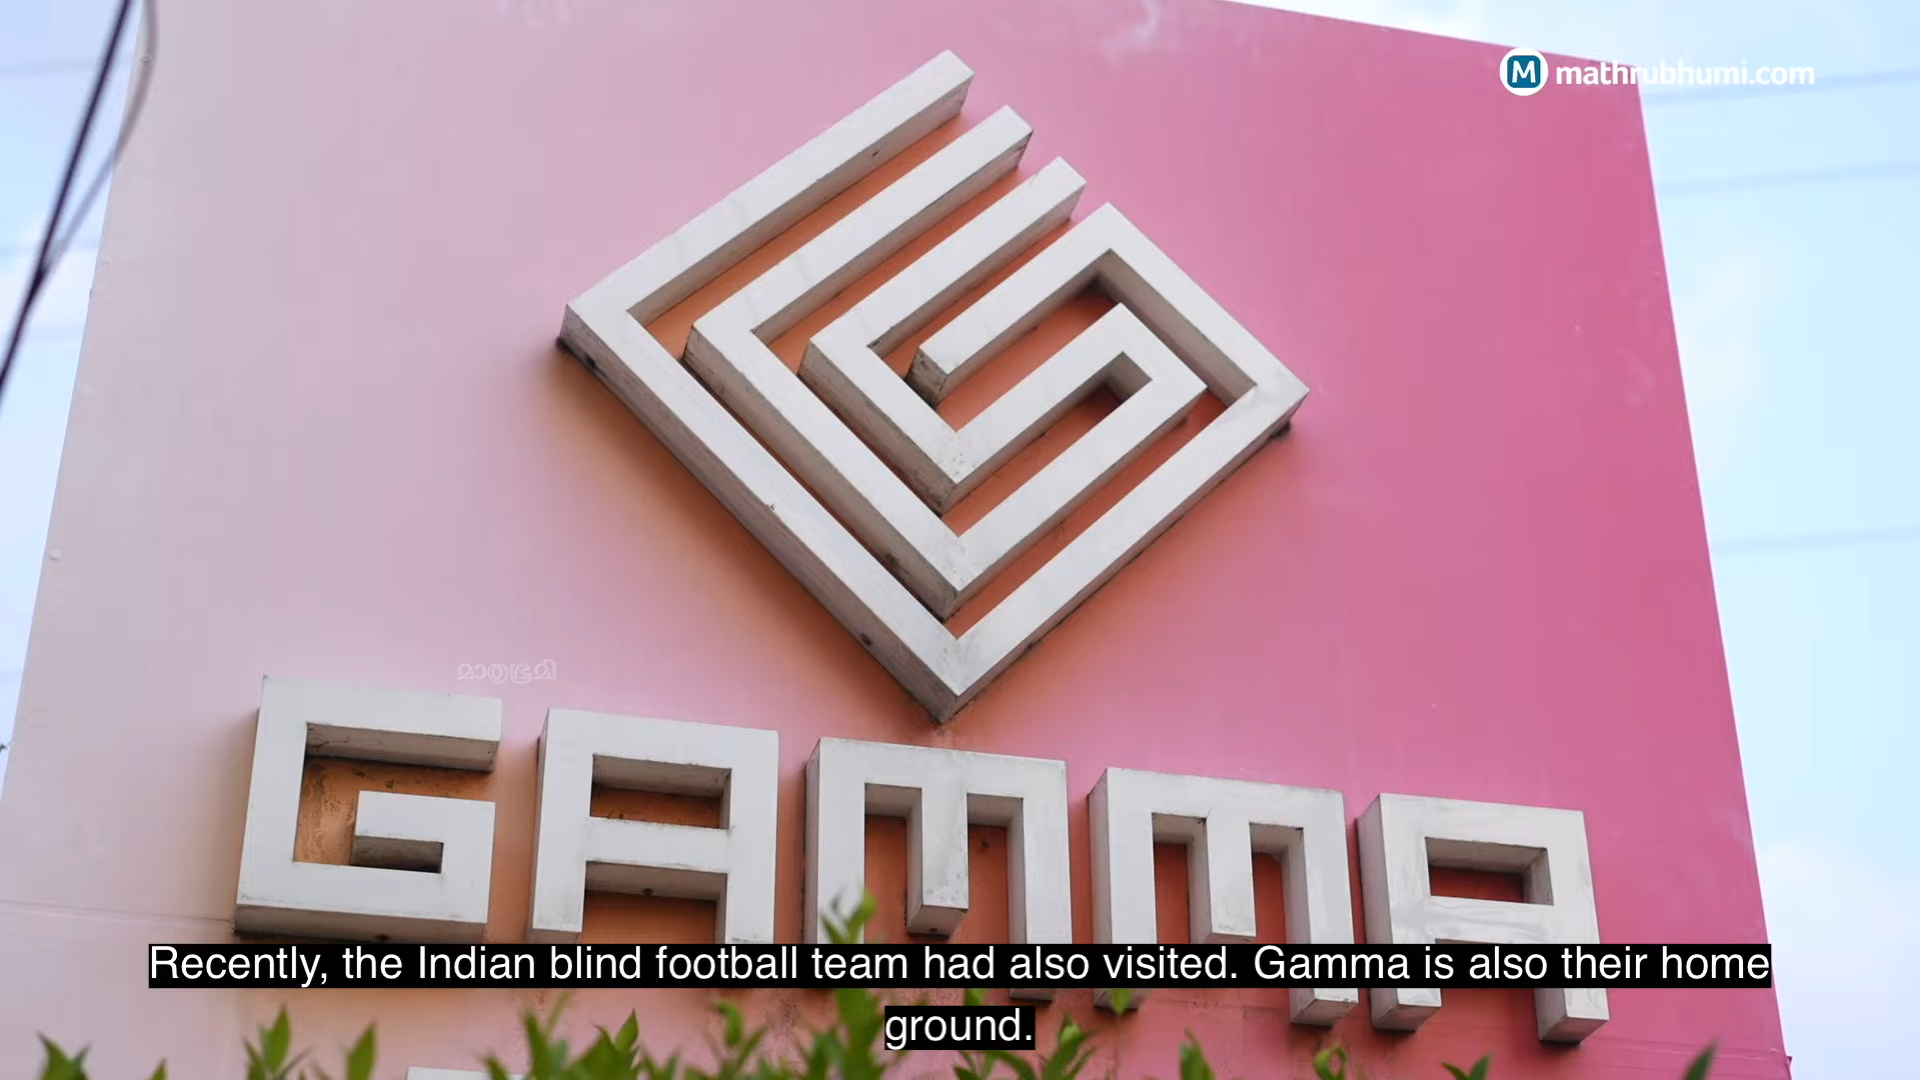 mathrubhumi.com
മാതൃഭൂമി
GAMMA
Recently, the Indian blind football team had also visited. Gamma is also their home
ground.